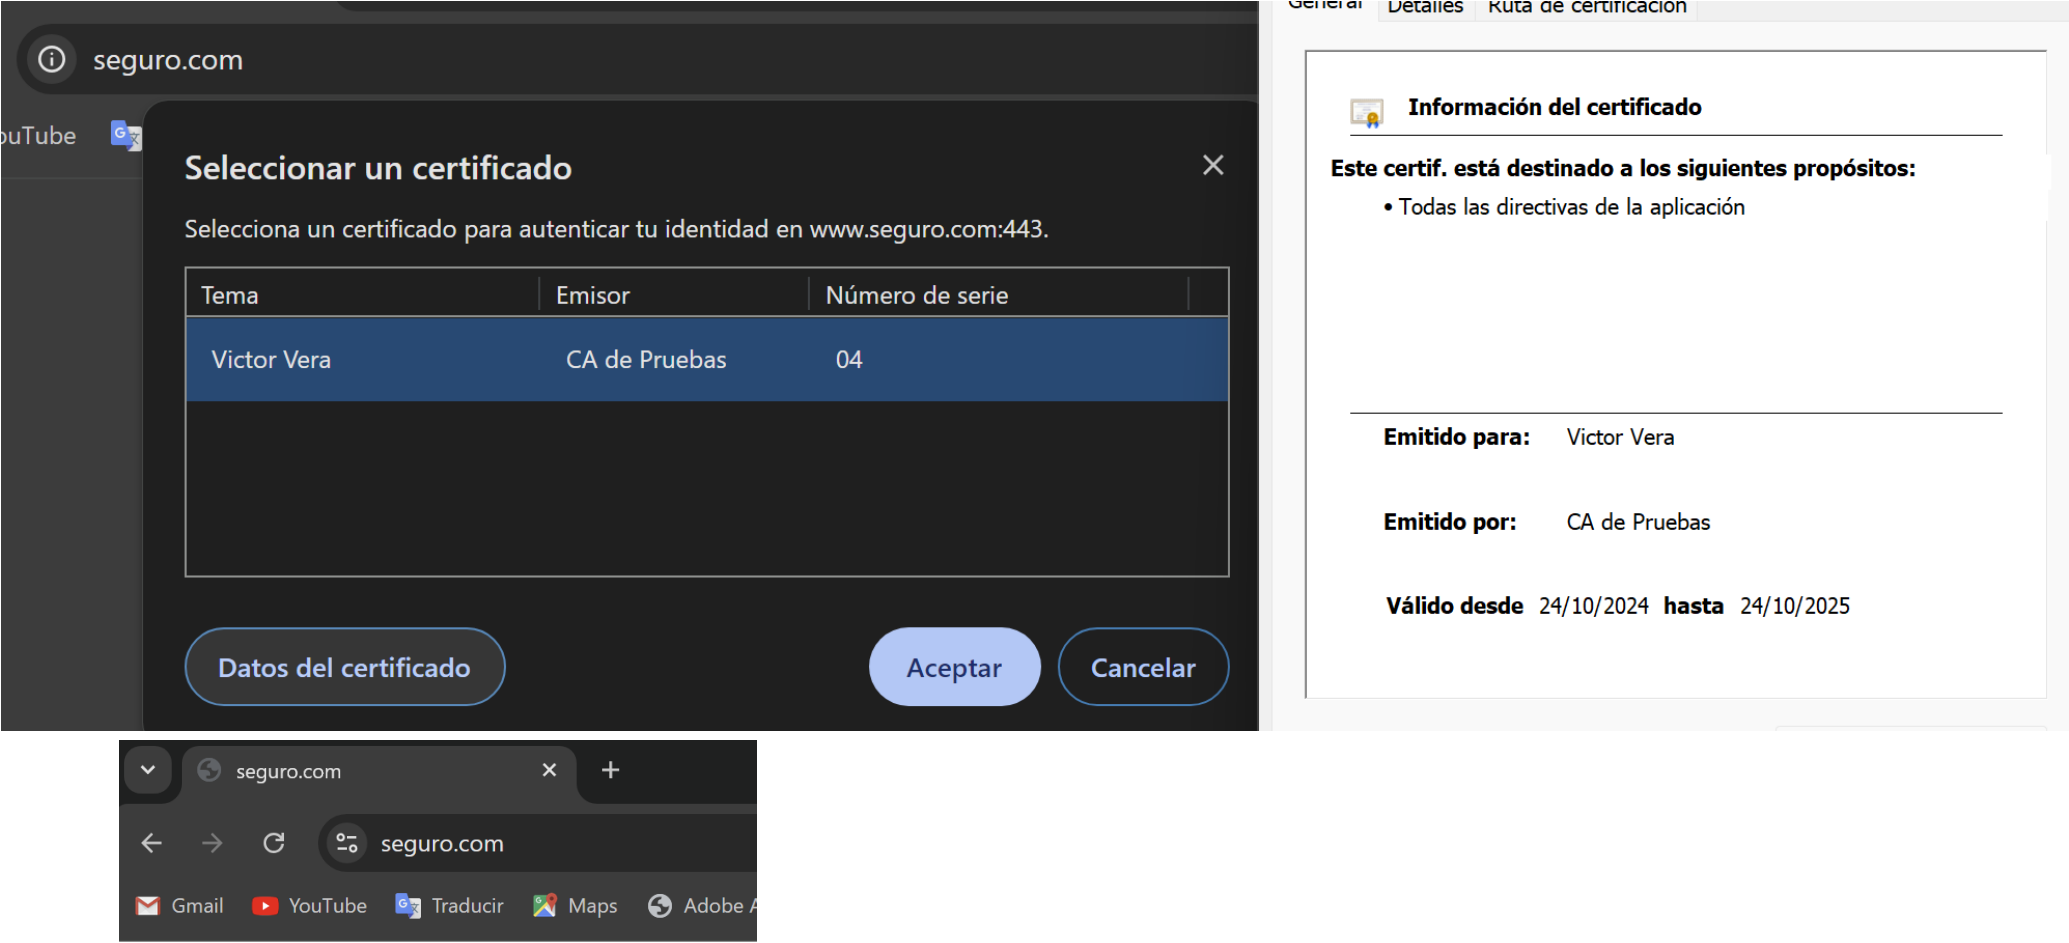 seguro.com
ouTube
Seleccionar un certificado
Selecciona un certificado para autenticar tu identidad en www.seguro.com:443.
Tema Emisor Número de serie
Victor Vera CA de Pruebas 04
Datos del certificado Aceptar Cancelar
General Detalles Ruta de certificación
Información del certificado
Este certif. está destinado a los siguientes propósitos:
• Todas las directivas de la aplicación
Emitido para: Victor Vera
Emitido por: CA de Pruebas
Válido desde 24/10/2024 hasta 24/10/2025
seguro.com
seguro.com
Gmail YouTube Traducir Maps Adobe A